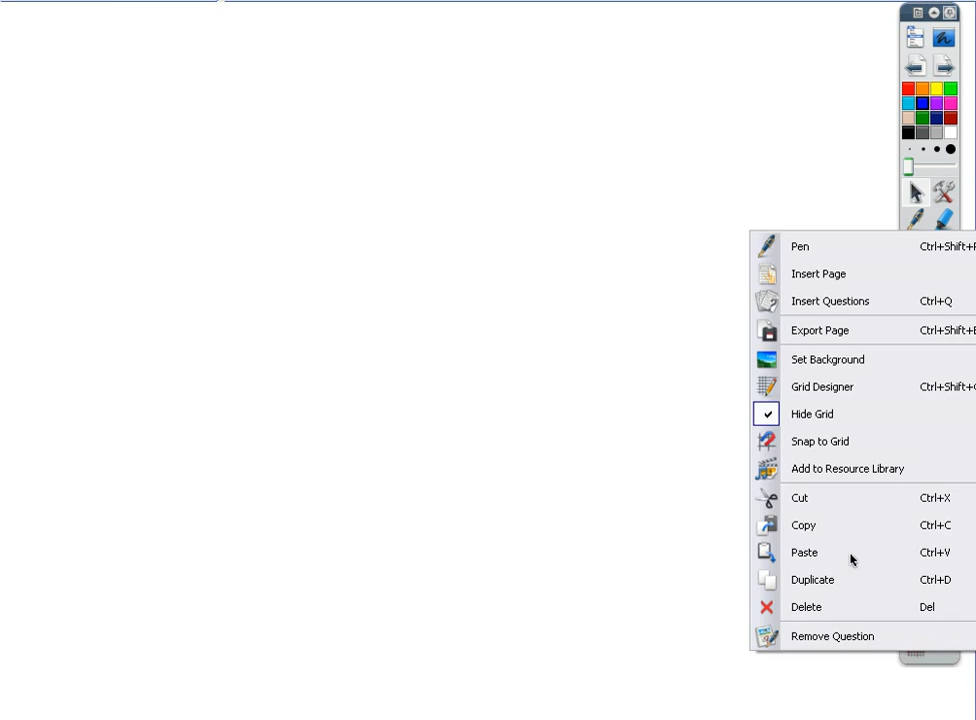 Pen Ctrl+Shift+
Insert Page
Insert Questions Ctrl+Q
Export Page Ctrl+Shift+
Set Background
Grid Designer Ctrl+Shift+
Hide Grid
Snap to Grid
Add to Resource Library
Cut Ctrl+X
Copy Ctrl+C
Paste Ctrl+V
Duplicate Ctrl+D
Delete Del
Remove Question